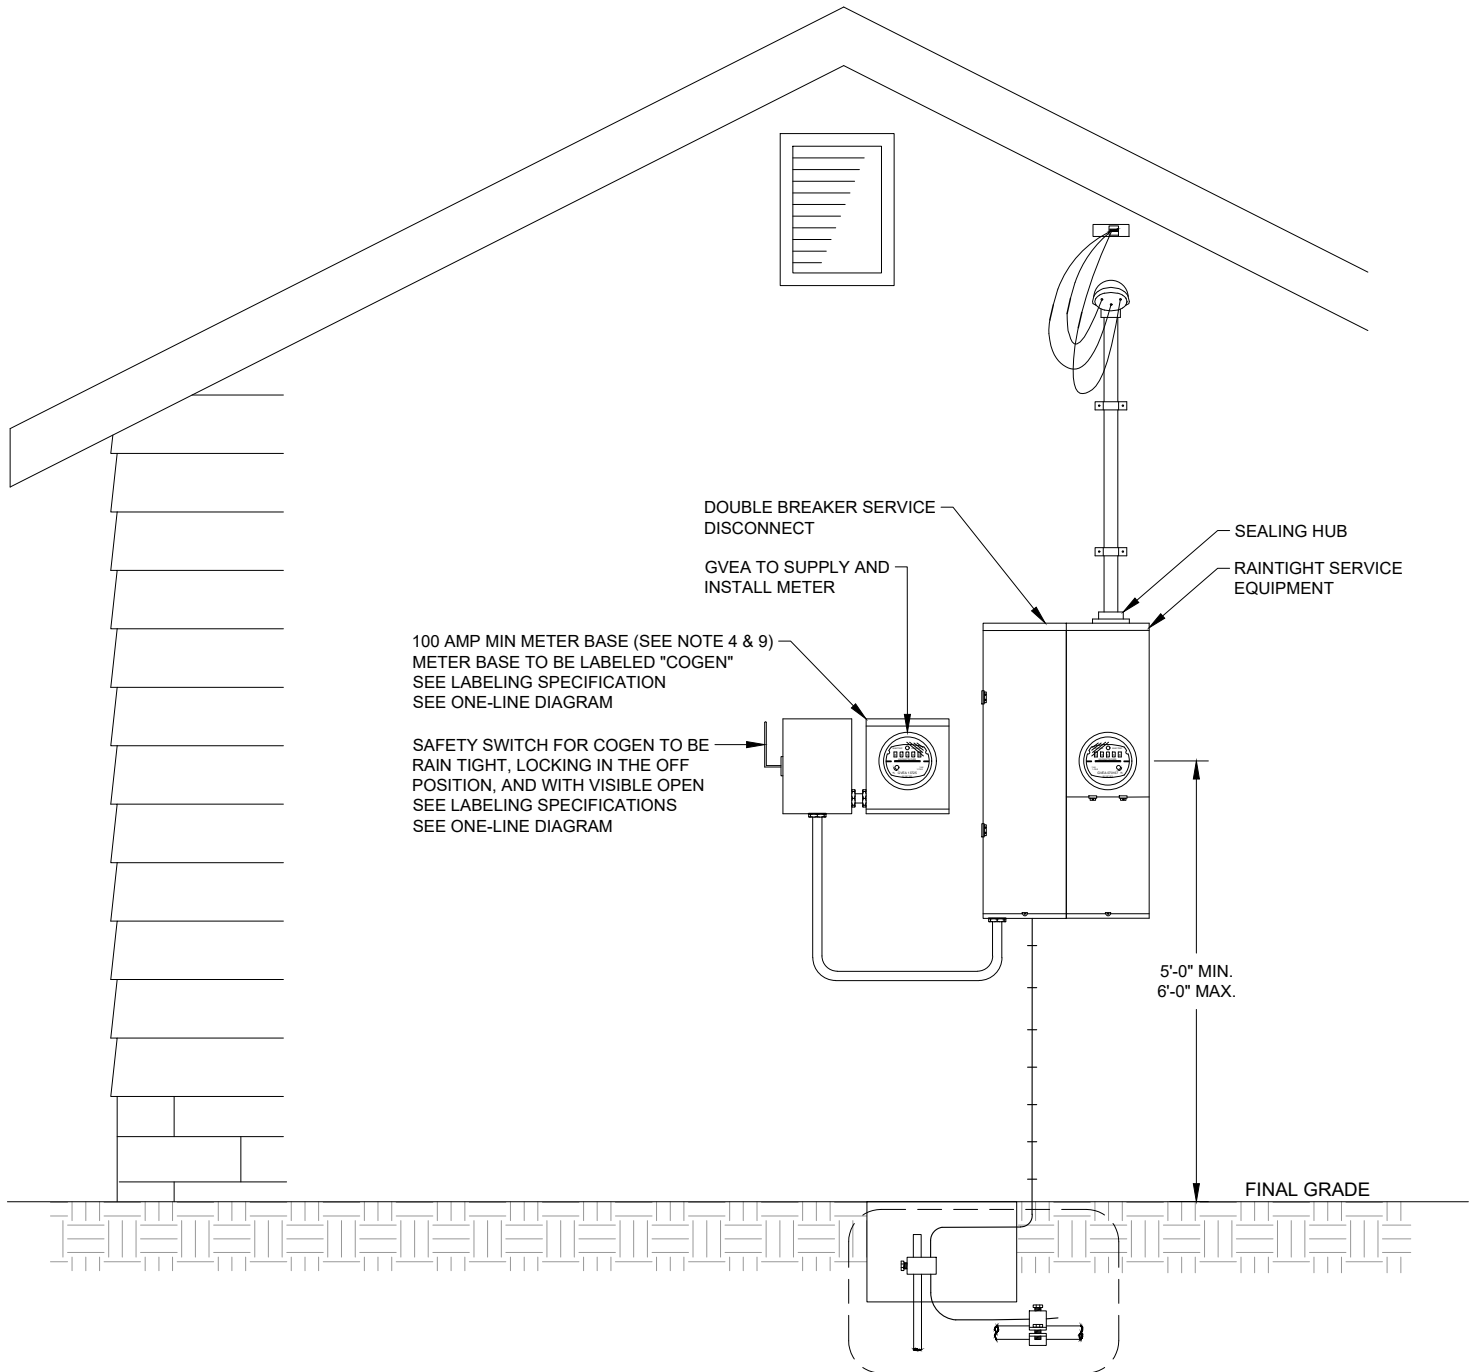 DOUBLE BREAKER SERVICE
DISCONNECT
SEALING HUB
GVEA TO SUPPLY AND
INSTALL METER
RAINTIGHT SERVICE
EQUIPMENT
100 AMP MIN METER BASE (SEE NOTE 4 & 9)
METER BASE TO BE LABELED "COGEN"
SEE LABELING SPECIFICATION
SEE ONE-LINE DIAGRAM
SAFETY SWITCH FOR COGEN TO BE
RAIN TIGHT, LOCKING IN THE OFF
POSITION, AND WITH VISIBLE OPEN
SEE LABELING SPECIFICATIONS
SEE ONE-LINE DIAGRAM
5'-0" MIN.
6'-0" MAX.
FINAL GRADE